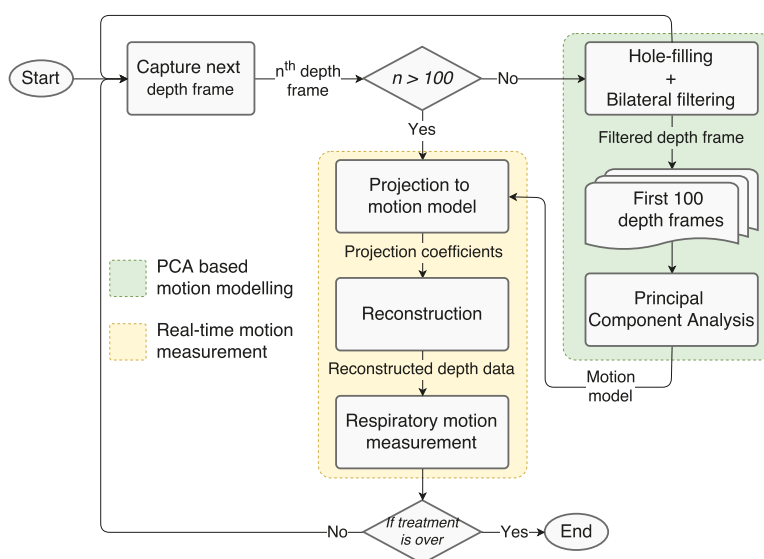 Start
Capture next
depth frame
nth depth
frame
n > 100
No
Hole-filling
+
Bilateral filtering
Yes
Filtered depth frame
Projection to
motion model
First 100
depth frames
Projection coefficients
PCA based
motion modelling
Reconstruction
Principal
Component Analysis
Real-time motion
measurement
Reconstructed depth data
Motion
model
Respiratory motion
measurement
No
If treatment
is over
Yes
End